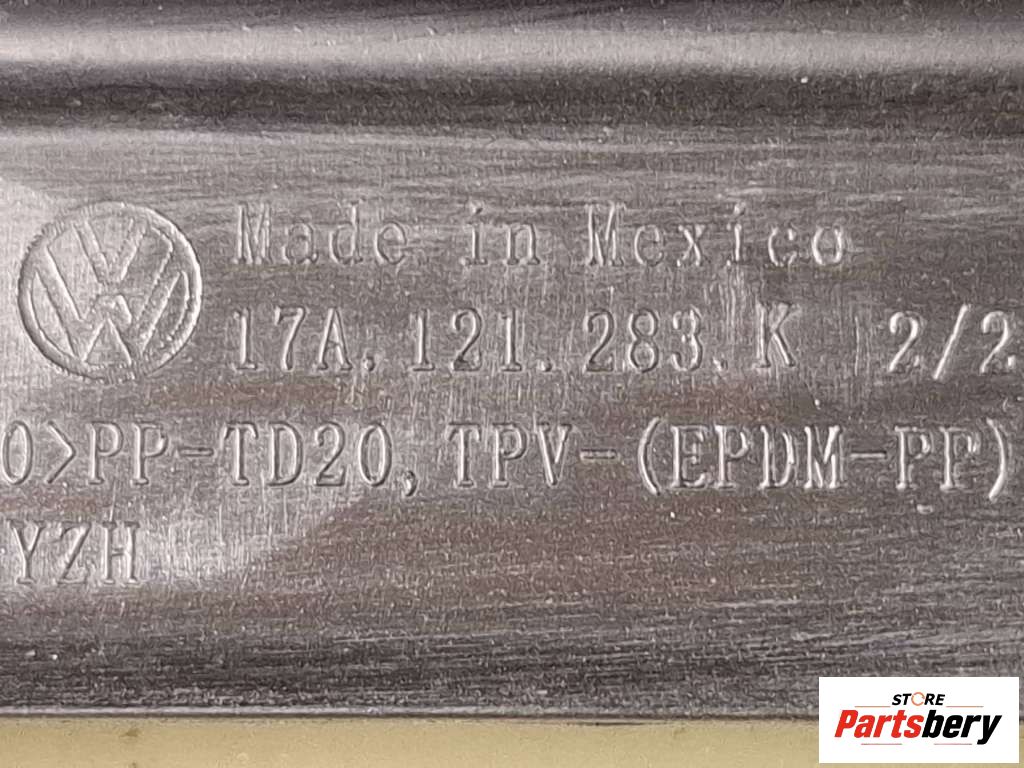 Made in Mexico
17A.121.283.K 2/2
0>PP-TD20,TPV-(EPDM-PP)
YZH
STORE
Partsbery